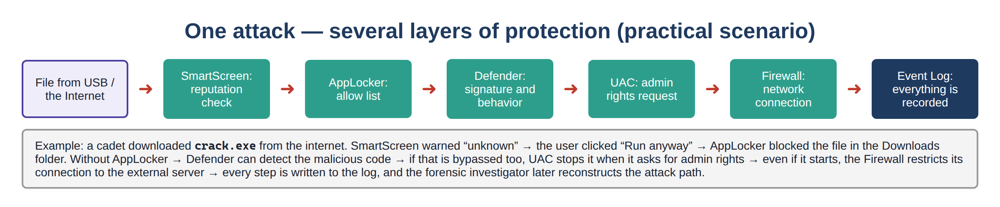 One attack — several layers of protection (practical scenario)
File from USB /
the Internet
➜
SmartScreen:
reputation
check
➜
AppLocker:
allow list
➜
Defender:
signature and
behavior
➜
UAC: admin
rights request
➜
Firewall:
network
connection
➜
Event Log:
everything is
recorded
Example: a cadet downloaded crack.exe from the internet. SmartScreen warned “unknown” → the user clicked “Run anyway” → AppLocker blocked the file in the Downloads
folder. Without AppLocker → Defender can detect the malicious code → if that is bypassed too, UAC stops it when it asks for admin rights → even if it starts, the Firewall restricts its
connection to the external server → every step is written to the log, and the forensic investigator later reconstructs the attack path.